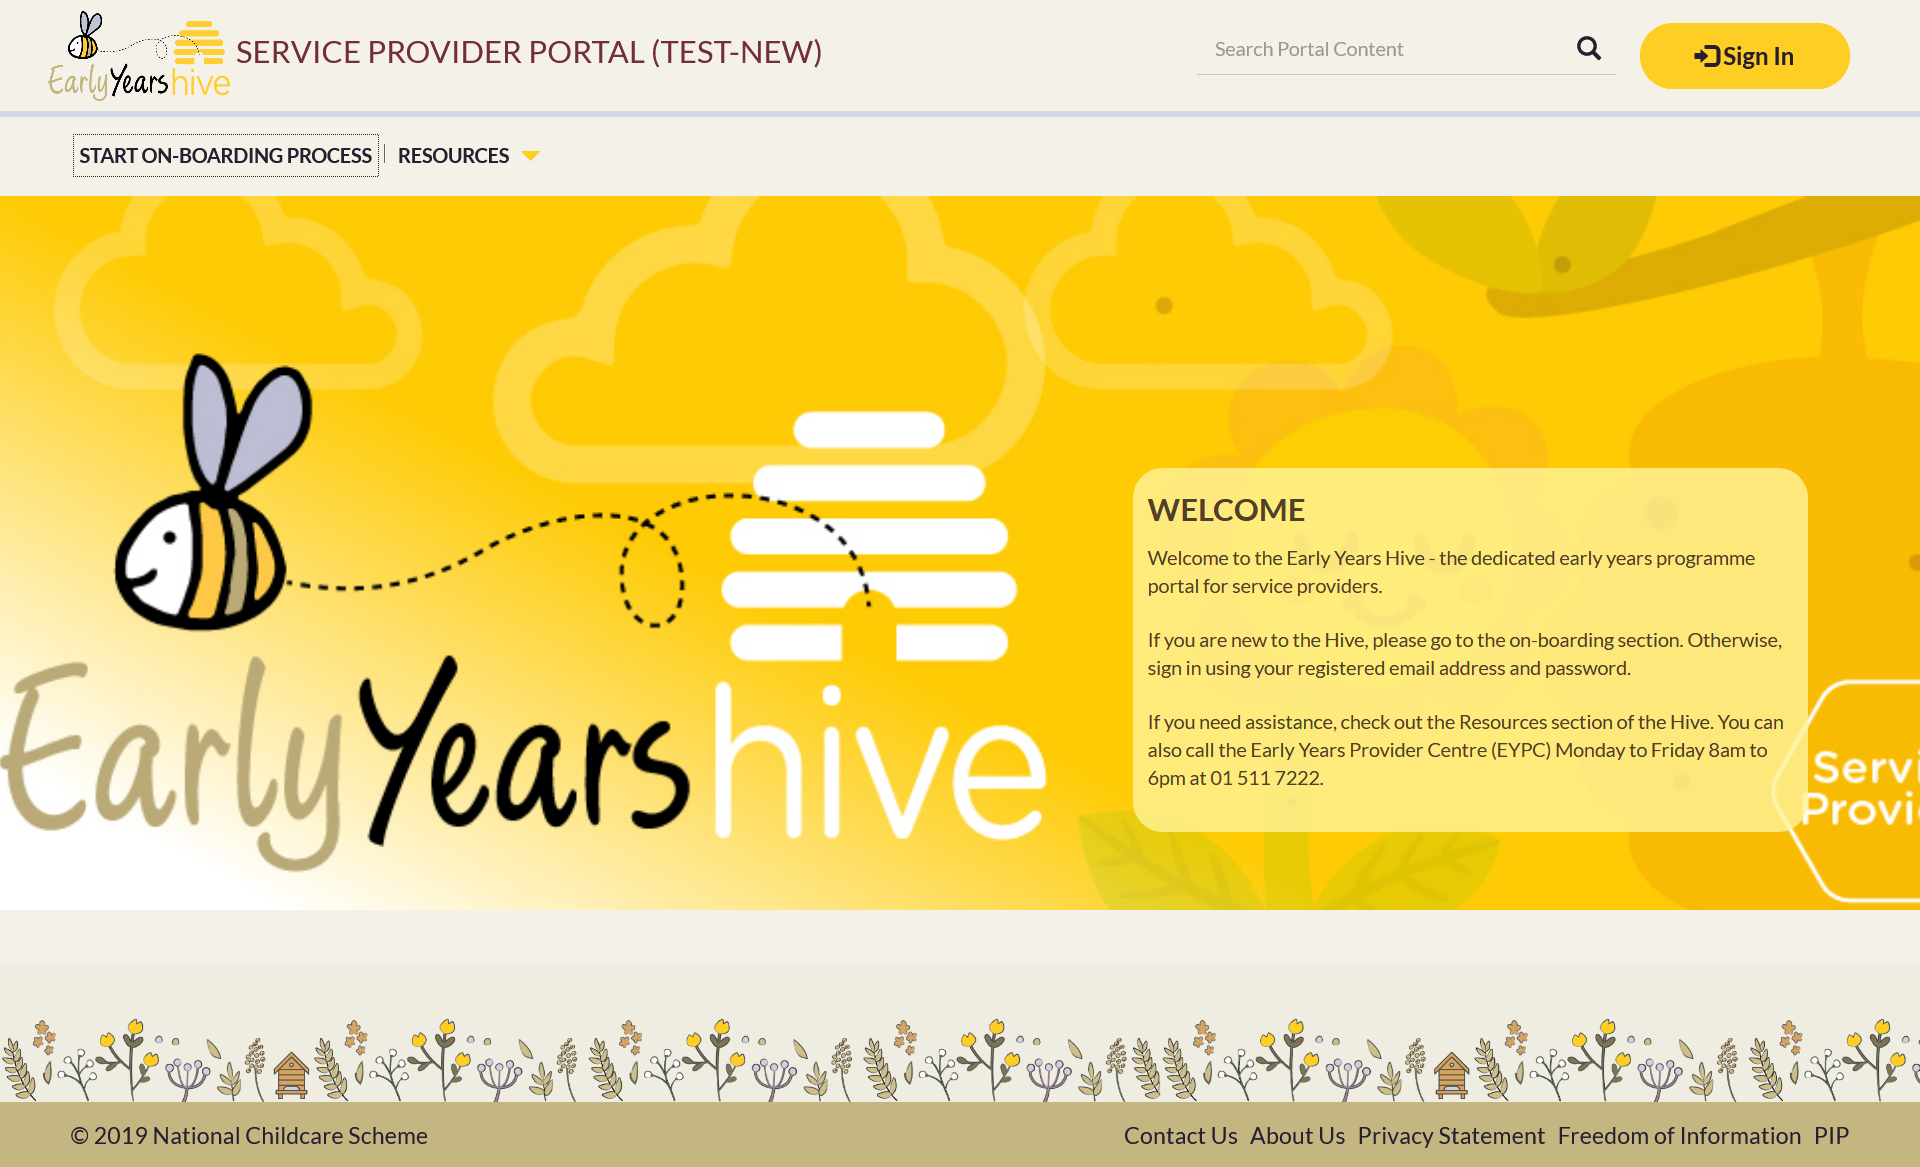 EarlyYears hive
SERVICE PROVIDER PORTAL (TEST-NEW)
Search Portal Content
Sign In
START ON-BOARDING PROCESS
RESOURCES
EarlyYears hive
WELCOME
Welcome to the Early Years Hive - the dedicated early years programme
portal for service providers.
If you are new to the Hive, please go to the on-boarding section. Otherwise,
sign in using your registered email address and password.
If you need assistance, check out the Resources section of the Hive. You can
also call the Early Years Provider Centre (EYPC) Monday to Friday 8am to
6pm at 01 511 7222.
Servi
Provi
© 2019 National Childcare Scheme
Contact Us About Us Privacy Statement Freedom of Information PIP